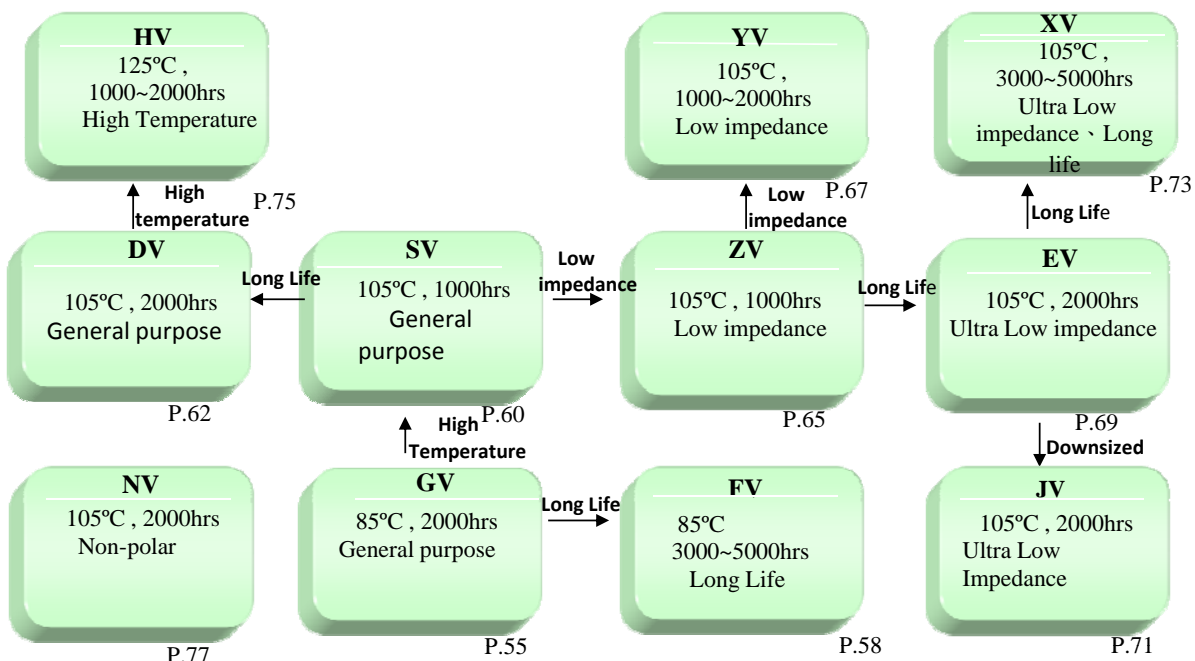 HV
125ºC ,
1000~2000hrs
High Temperature
P.75
YV
105ºC ,
1000~2000hrs
Low impedance
P.67
XV
105ºC ,
3000~5000hrs
Ultra Low
impedance、Long
life
P.73
High
temperature
Low
impedance
Long Life
DV
105ºC , 2000hrs
General purpose
P.62
Long Life
SV
105ºC , 1000hrs
General
purpose
P.60
Low
impedance
ZV
105ºC , 1000hrs
Low impedance
P.65
Long Life
EV
105ºC , 2000hrs
Ultra Low impedance
P.69
High
Temperature
Downsized
NV
105ºC , 2000hrs
Non-polar
P.77
GV
85ºC , 2000hrs
General purpose
P.55
Long Life
FV
85ºC
3000~5000hrs
Long Life
P.58
JV
105ºC , 2000hrs
Ultra Low
Impedance
P.71